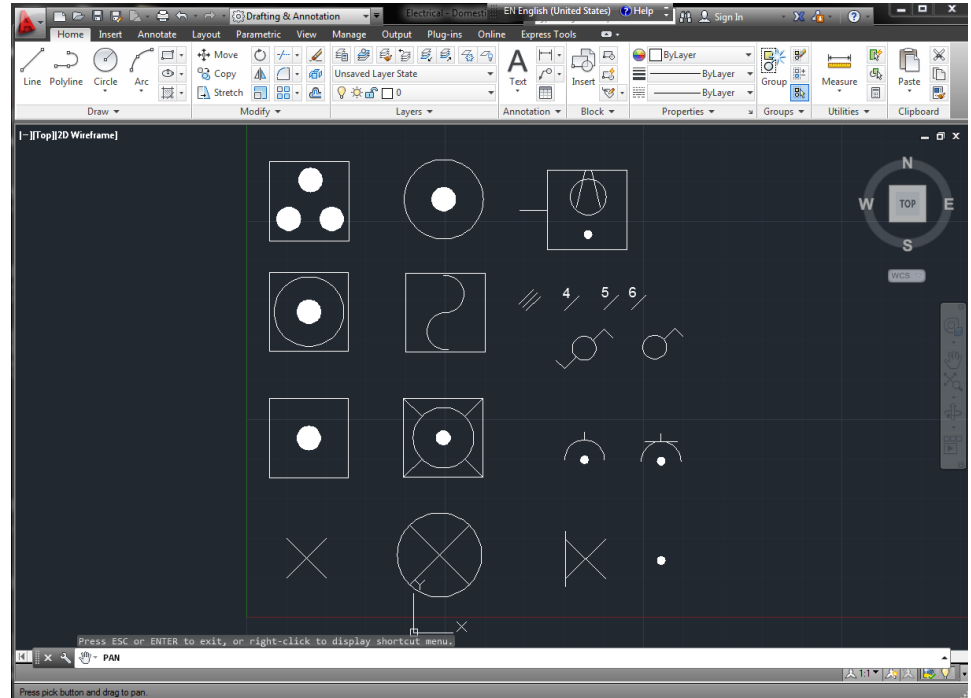 Drafting & Annotation
Electrical - Domesti
EN English (United States)
Help
Sign In
Home Insert Annotate Layout Parametric View Manage Output Plug-ins Online Express Tools
Line Polyline Circle Arc
Move
Copy
Stretch
Unsaved Layer State
0
Text
Insert
ByLayer
ByLayer
ByLayer
Group
Measure
Paste
Draw Modify Layers Annotation Block Properties Groups Utilities Clipboard
[−][Top][2D Wireframe]
N
W TOP E
S
WCS
4 5 6
Y
X
Press ESC or ENTER to exit, or right-click to display shortcut menu.
PAN
1:1
Press pick button and drag to pan.